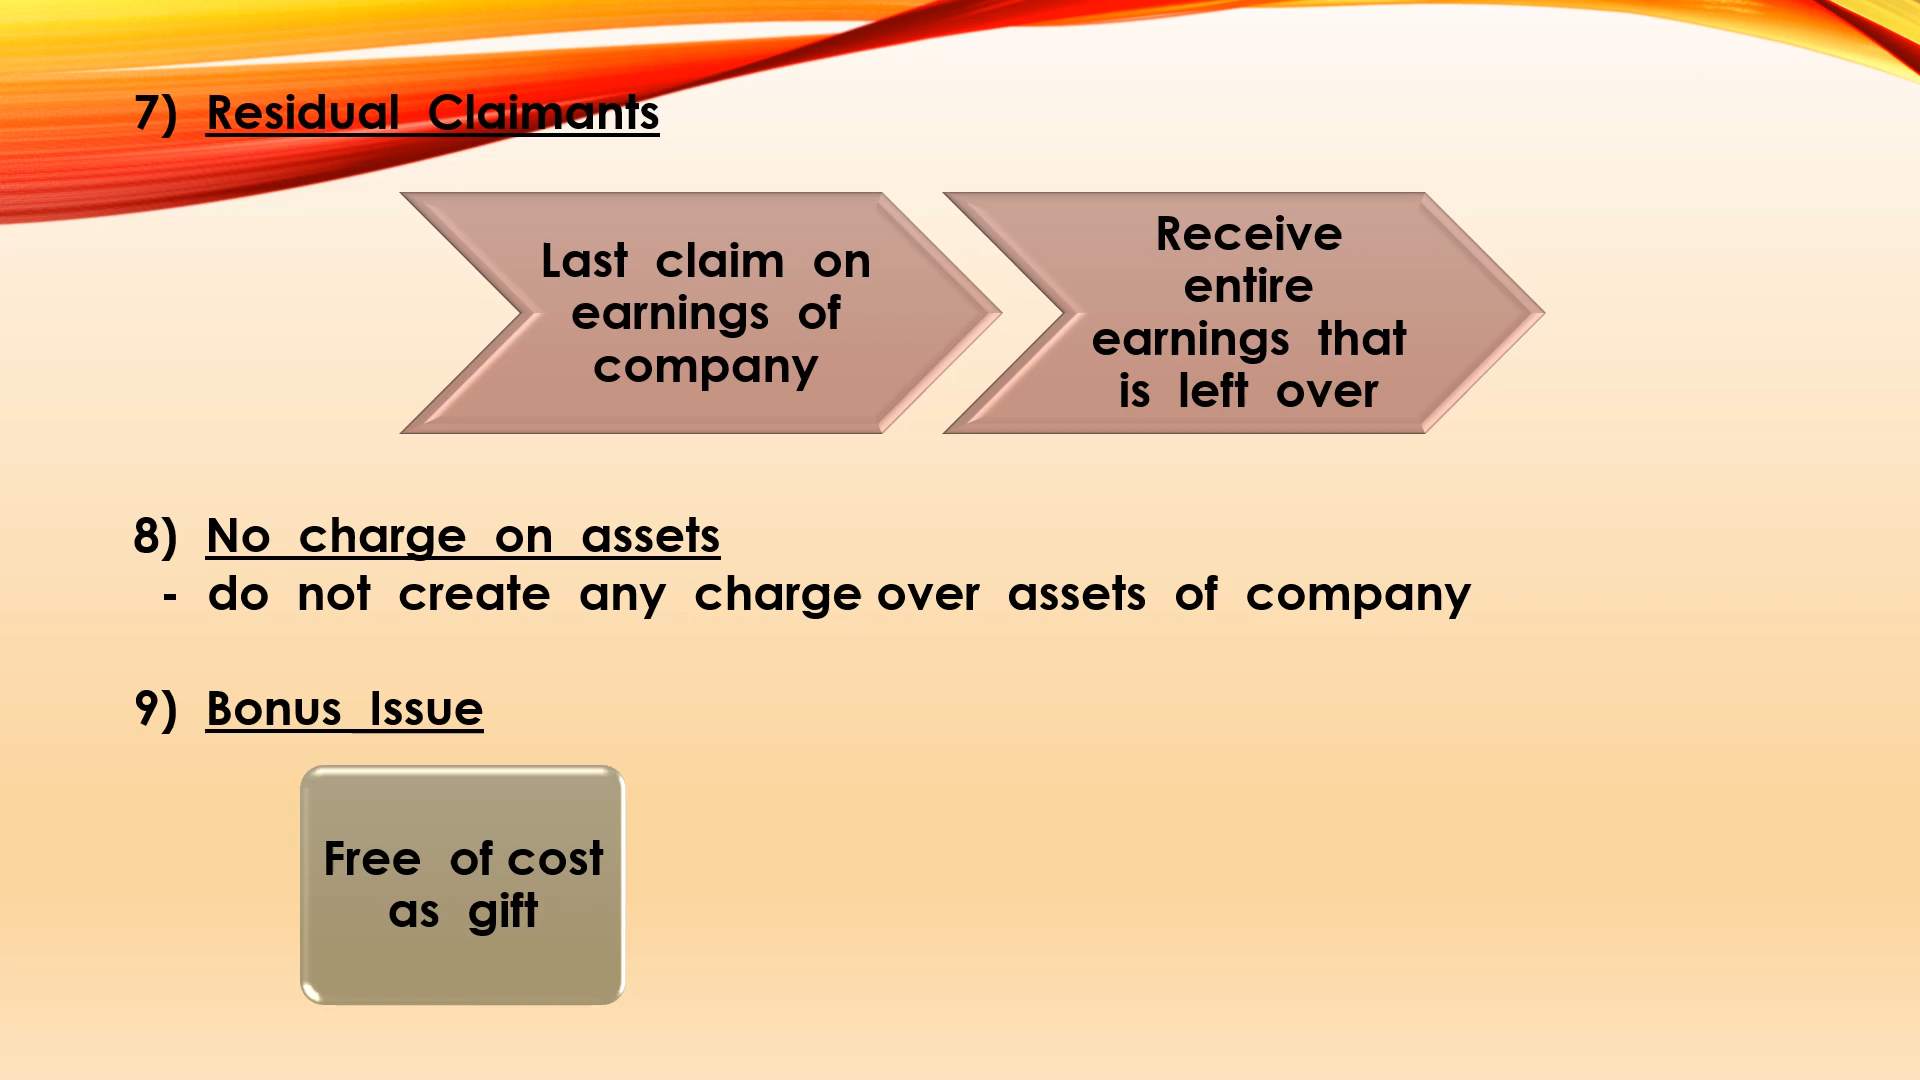 7) Residual Claimants
Last claim on
earnings of
company
Receive
entire
earnings that
is left over
8) No charge on assets
- do not create any charge over assets of company
9) Bonus Issue
Free of cost
as gift